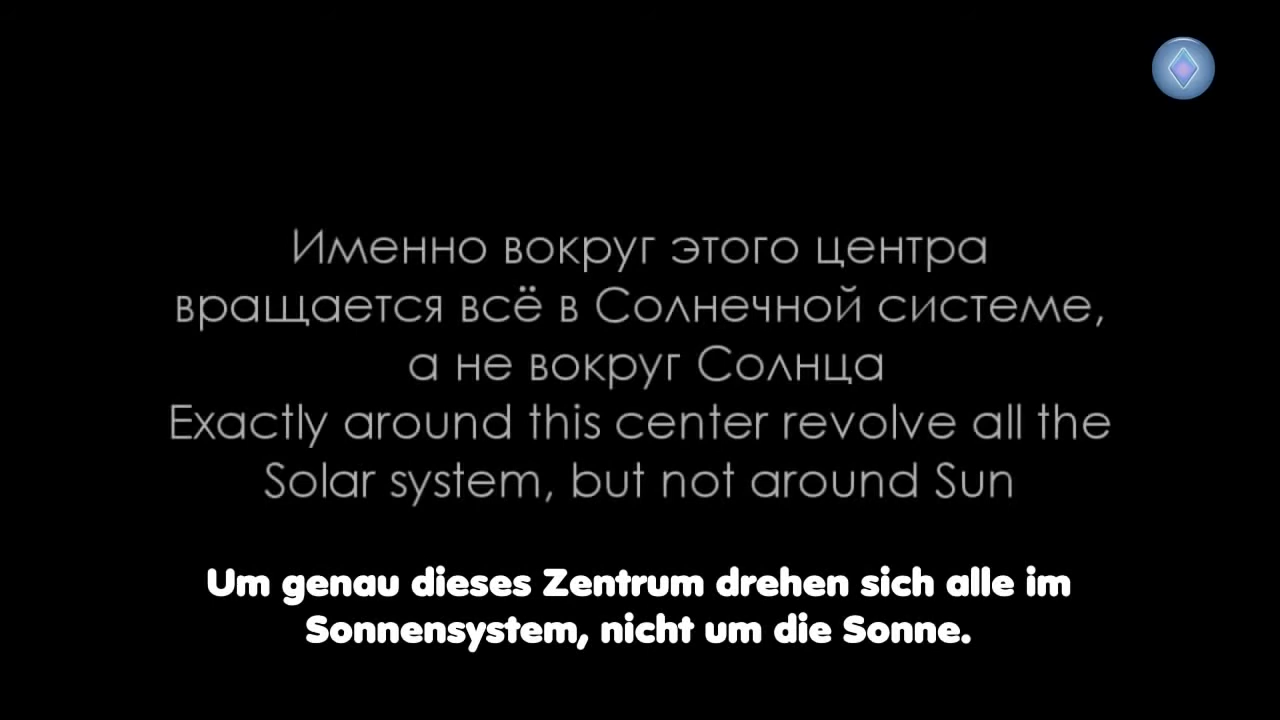 Именно вокруг этого центра
вращается всё в Солнечной системе,
а не вокруг Солнца
Exactly around this center revolve all the
Solar system, but not around Sun
Um genau dieses Zentrum drehen sich alle im
Sonnensystem, nicht um die Sonne.